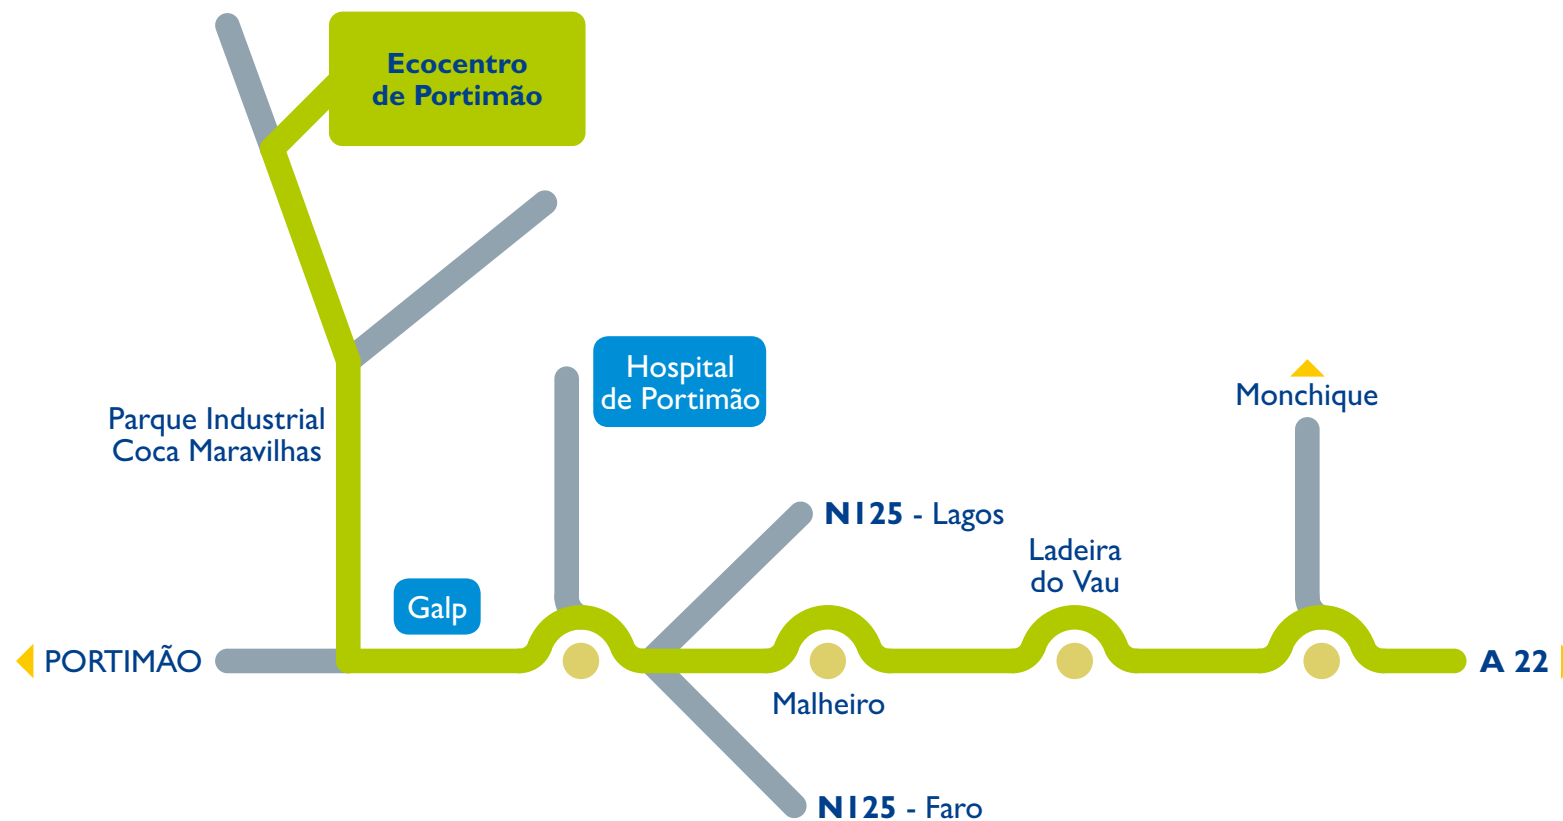 Ecocentro
de Portimão
Hospital
de Portimão
Monchique
Parque Industrial
Coca Maravilhas
N125 - Lagos
Ladeira
do Vau
Galp
PORTIMÃO
A 22
Malheiro
N125 - Faro